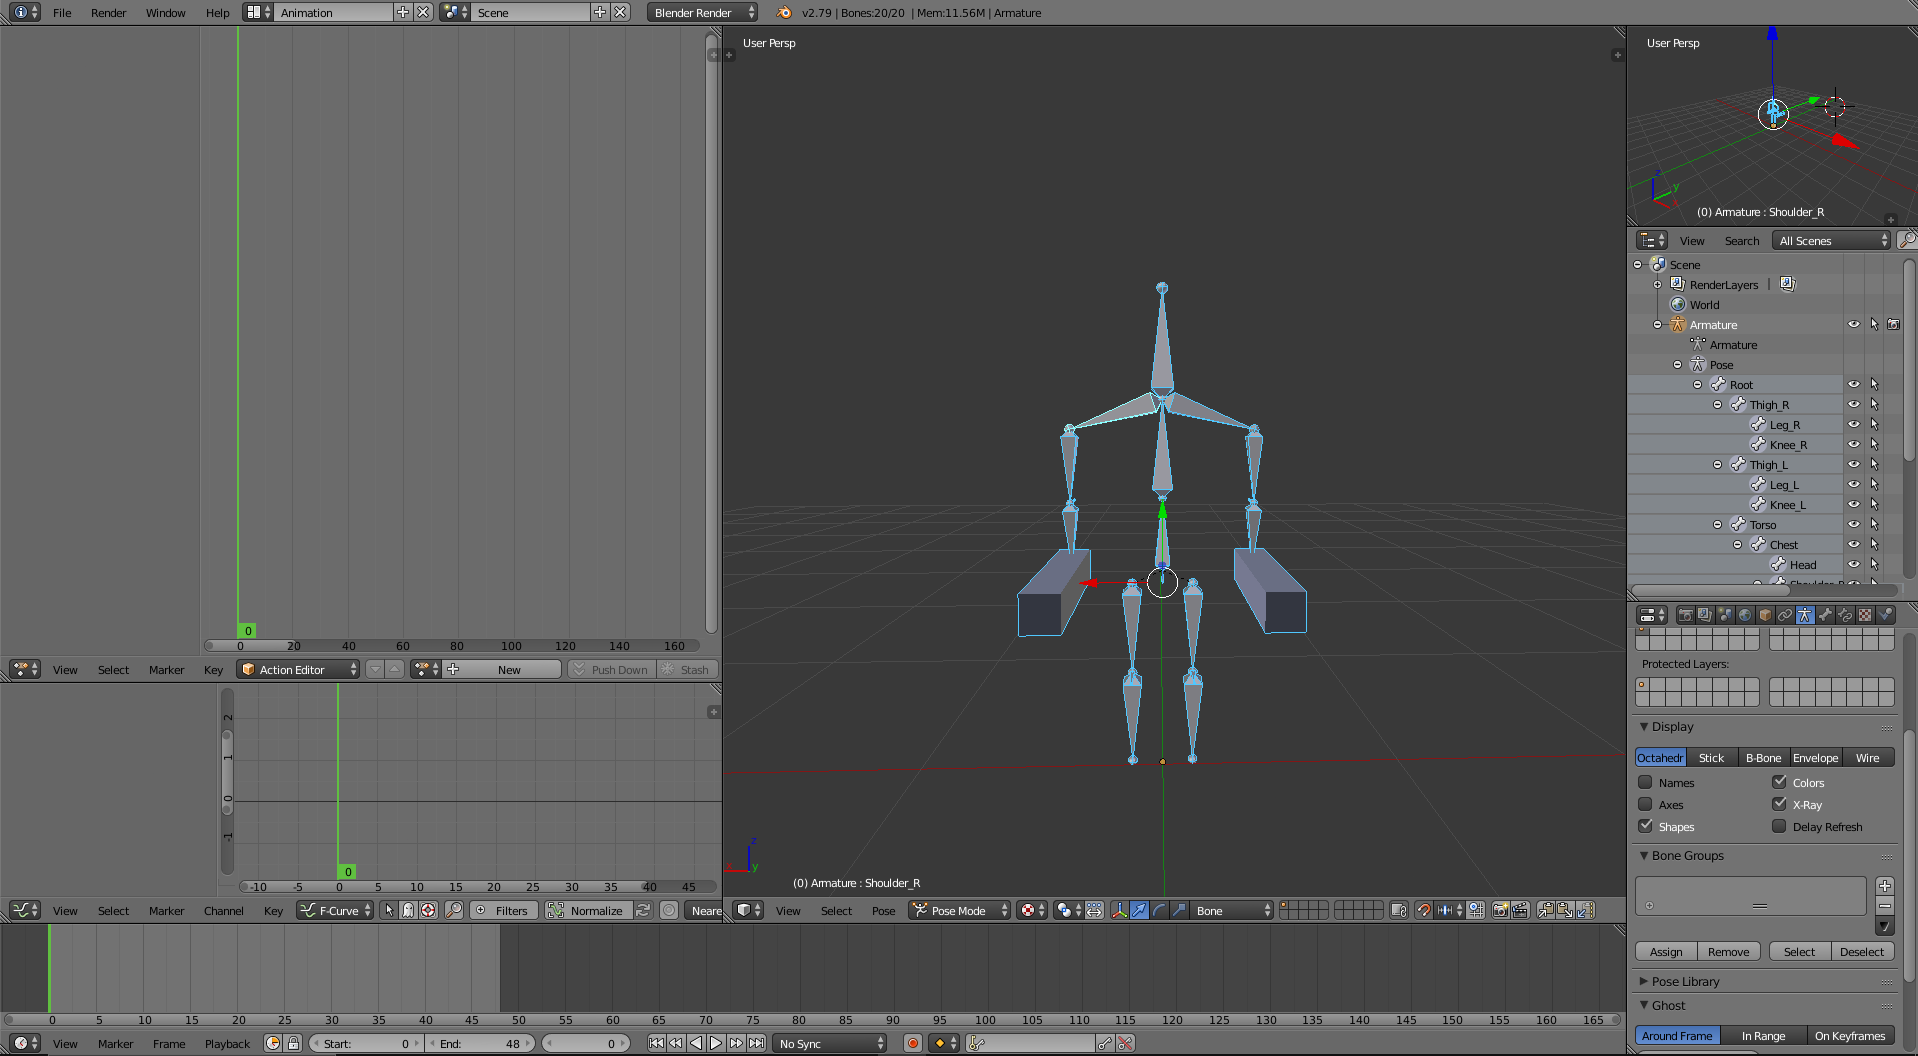 File Render Window Help Animation Scene Blender Render v2.79 | Bones:20/20 | Mem:11.56M | Armature
User Persp
User Persp
(0) Armature : Shoulder_R
View Search All Scenes
Scene
RenderLayers |
World
Armature
Armature
Pose
Root
Thigh_R
Leg_R
Knee_R
Thigh_L
Leg_L
Knee_L
Torso
Chest
Head
0
0 20 40 60 80 100 120 140 160
View Select Marker Key Action Editor New Push Down Stash
Protected Layers:
Display
Octahedr Stick B-Bone Envelope Wire
Names Colors
Axes X-Ray
Shapes Delay Refresh
Bone Groups
Assign Remove Select Deselect
Pose Library
Ghost
Around Frame In Range On Keyframes
2
1
0
-1
0
-10 -5 0 5 10 15 20 25 30 35 40 45
z
x y
(0) Armature : Shoulder_R
View Select Marker Channel Key F-Curve Filters Normalize Neare
View Select Pose Pose Mode Bone
0 5 10 15 20 25 30 35 40 45 50 55 60 65 70 75 80 85 90 95 100 105 110 115 120 125 130 135 140 145 150 155 160 165
View Marker Frame Playback Start: 0 End: 48 0 No Sync